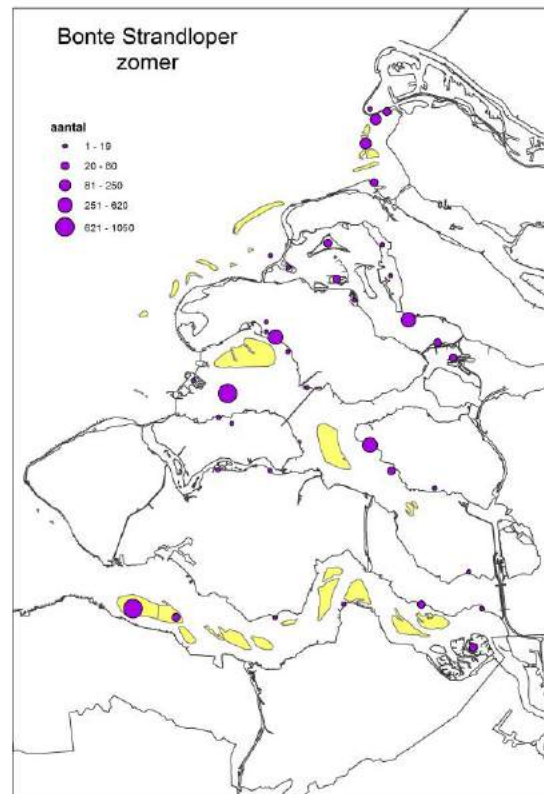 Bonte Strandloper
zomer
aantal
1 - 19
20 - 80
81 - 250
251 - 620
621 - 1050